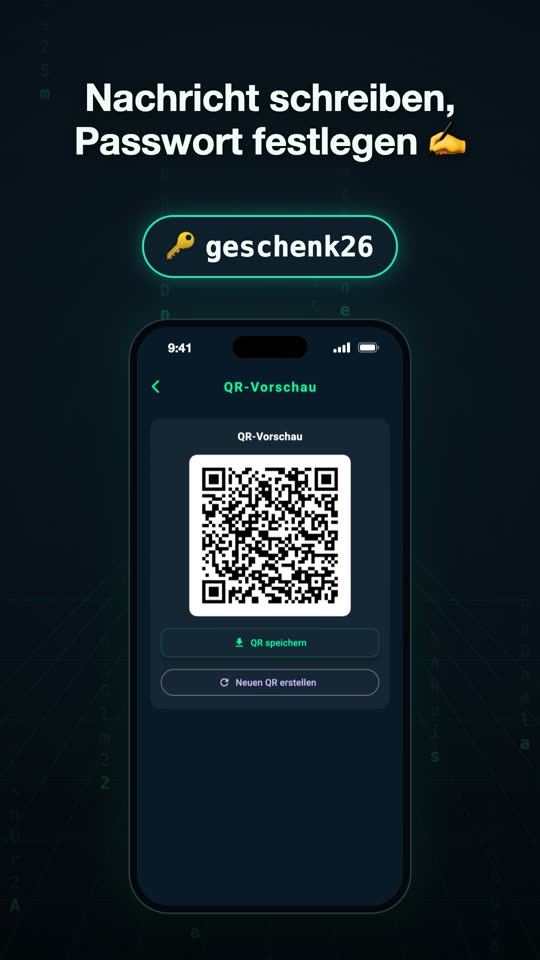 Nachricht schreiben,
Passwort festlegen ✍️
🔑 geschenk26
9:41
QR-Vorschau
QR-Vorschau
QR speichern
Neuen QR erstellen